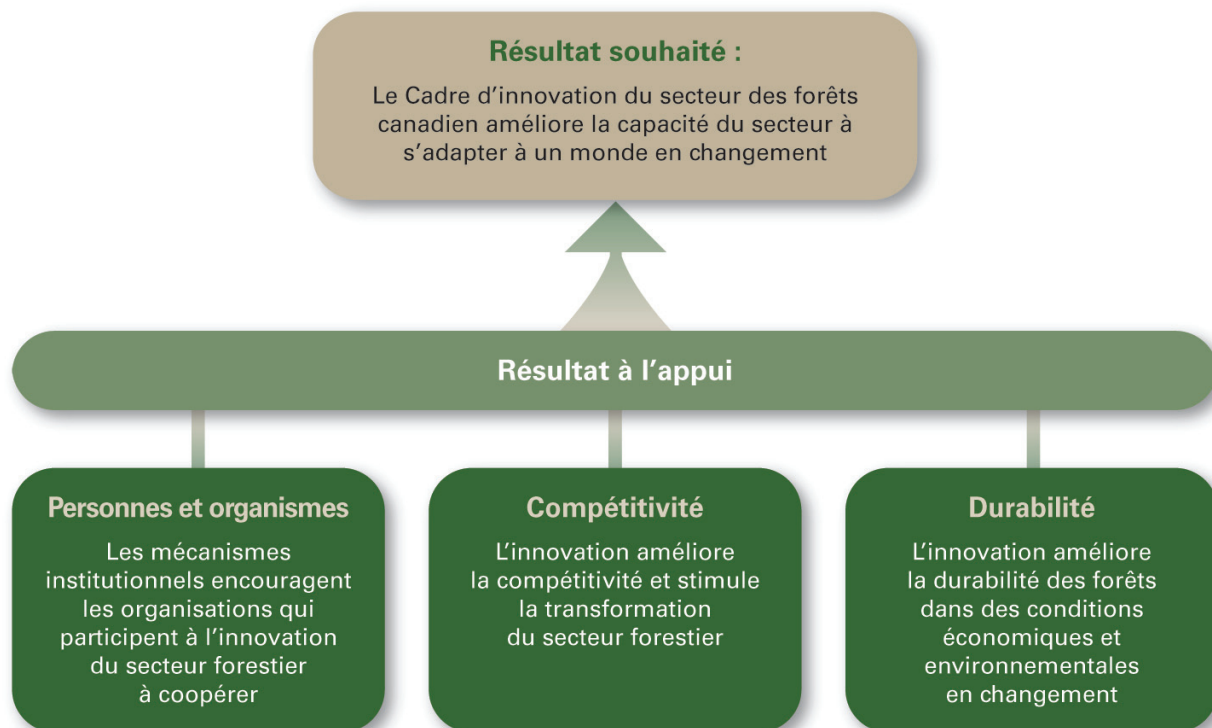 Résultat souhaité :
Le Cadre d’innovation du secteur des forêts
canadien améliore la capacité du secteur à
s’adapter à un monde en changement
Résultat à l’appui
Personnes et organismes
Les mécanismes
institutionnels encouragent
les organisations qui
participent à l’innovation
du secteur forestier
à coopérer
Compétitivité
L’innovation améliore
la compétitivité et stimule
la transformation
du secteur forestier
Durabilité
L’innovation améliore
la durabilité des forêts
dans des conditions
économiques et
environnementales
en changement